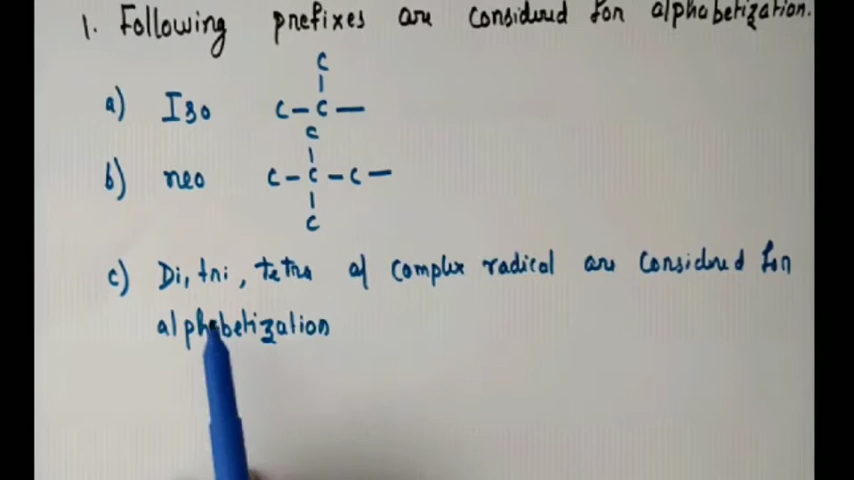 1. Following prefixes are considered for alphabetization.
a) Iso
C
C - C -
b) neo
C
C - C - C -
C
c) Di, tri, tetra of complex radical are considered for
alphabetization